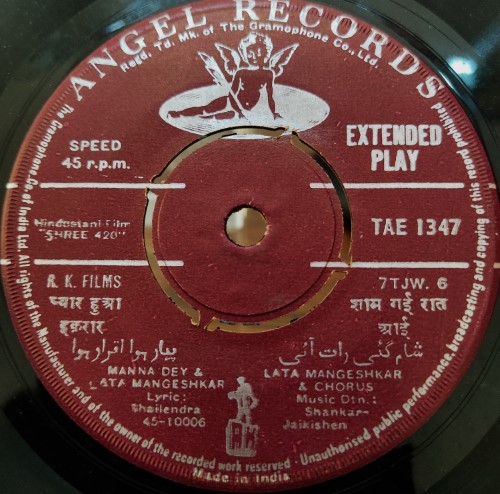 ANGEL RECORDS
Regd. Td. Mk. of The Gramophone Co., Ltd.
SPEED
45 r.p.m.
EXTENDED
PLAY
Hindustani Film
"SHREE 420"
TAE 1347
R. K. FILMS
प्यार हुआ
इक़रार
پیار ہوا اقرار ہوا
MANNA DEY &
LATA MANGESHKAR
Lyric:
Shailendra
45-10006
7TJW. 6
शाम गई रात
आई
شام گئی رات آئی
LATA MANGESHKAR
& CHORUS
Music Dtn.:
Shankar-
Jaikishen
RK
the Gramophone. Co. of India Ltd All rights of the Manufacturer and of the owner of the recorded work reserved - Unauthorised public performance, broadcasting and copying of this record prohibited
Made in India